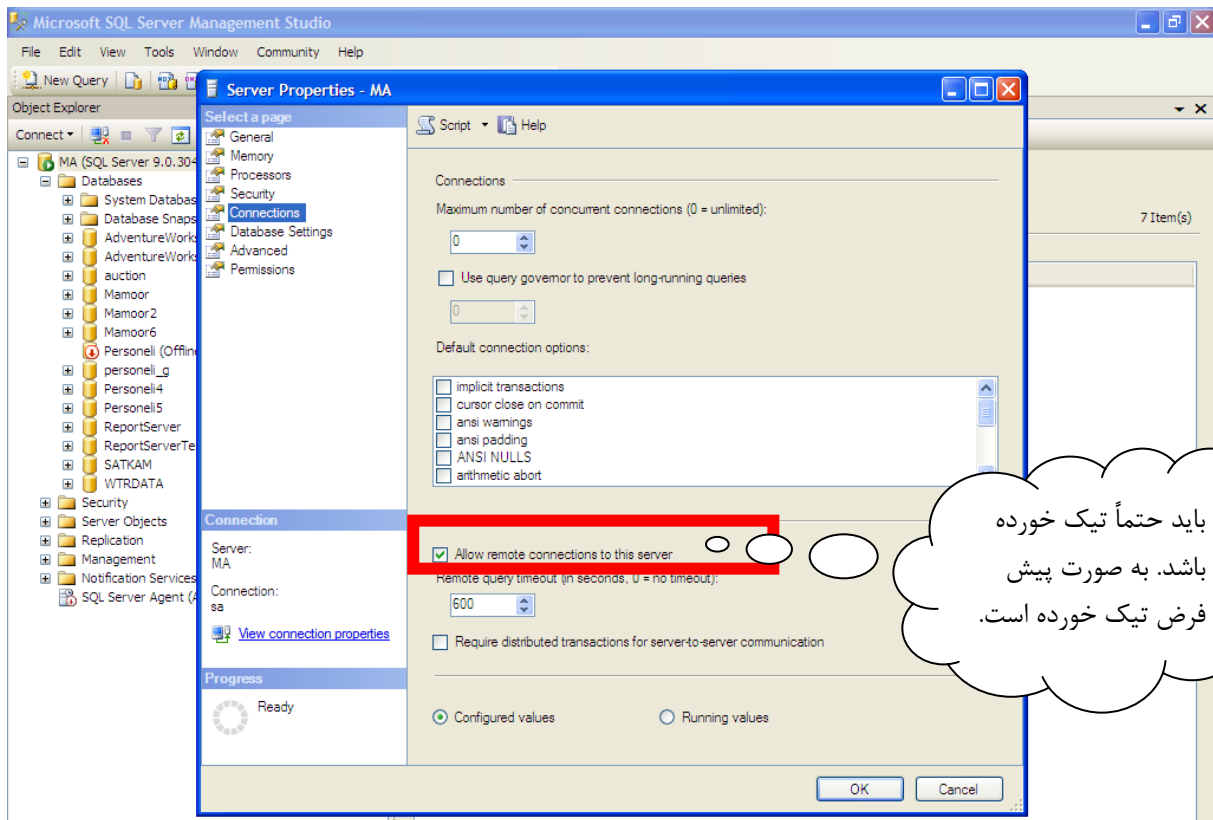 Microsoft SQL Server Management Studio
File Edit View Tools Window Community Help
New Query
Object Explorer
Connect
MA (SQL Server 9.0.304
Databases
System Databas
Database Snaps
AdventureWork
AdventureWork
auction
Mamoor
Mamoor2
Mamoor6
Personeli (Offlin
personeli_g
Personeli4
Personeli5
ReportServer
ReportServerTe
SATKAM
WTRDATA
Security
Server Objects
Replication
Management
Notification Services
SQL Server Agent (A
Server Properties - MA
Select a page
General
Memory
Processors
Security
Connections
Database Settings
Advanced
Permissions
Connection
Server:
MA
Connection:
sa
View connection properties
Progress
Ready
Script Help
Connections
Maximum number of concurrent connections (0 = unlimited):
0
Use query governor to prevent long-running queries
0
Default connection options:
implicit transactions
cursor close on commit
ansi warnings
ansi padding
ANSI NULLS
arithmetic abort
Allow remote connections to this server
Remote query timeout (in seconds, 0 = no timeout):
600
Require distributed transactions for server-to-server communication
Configured values Running values
OK Cancel
7 Item(s)
باید حتماً تیک خورده
باشد. به صورت پیش
فرض تیک خورده است.